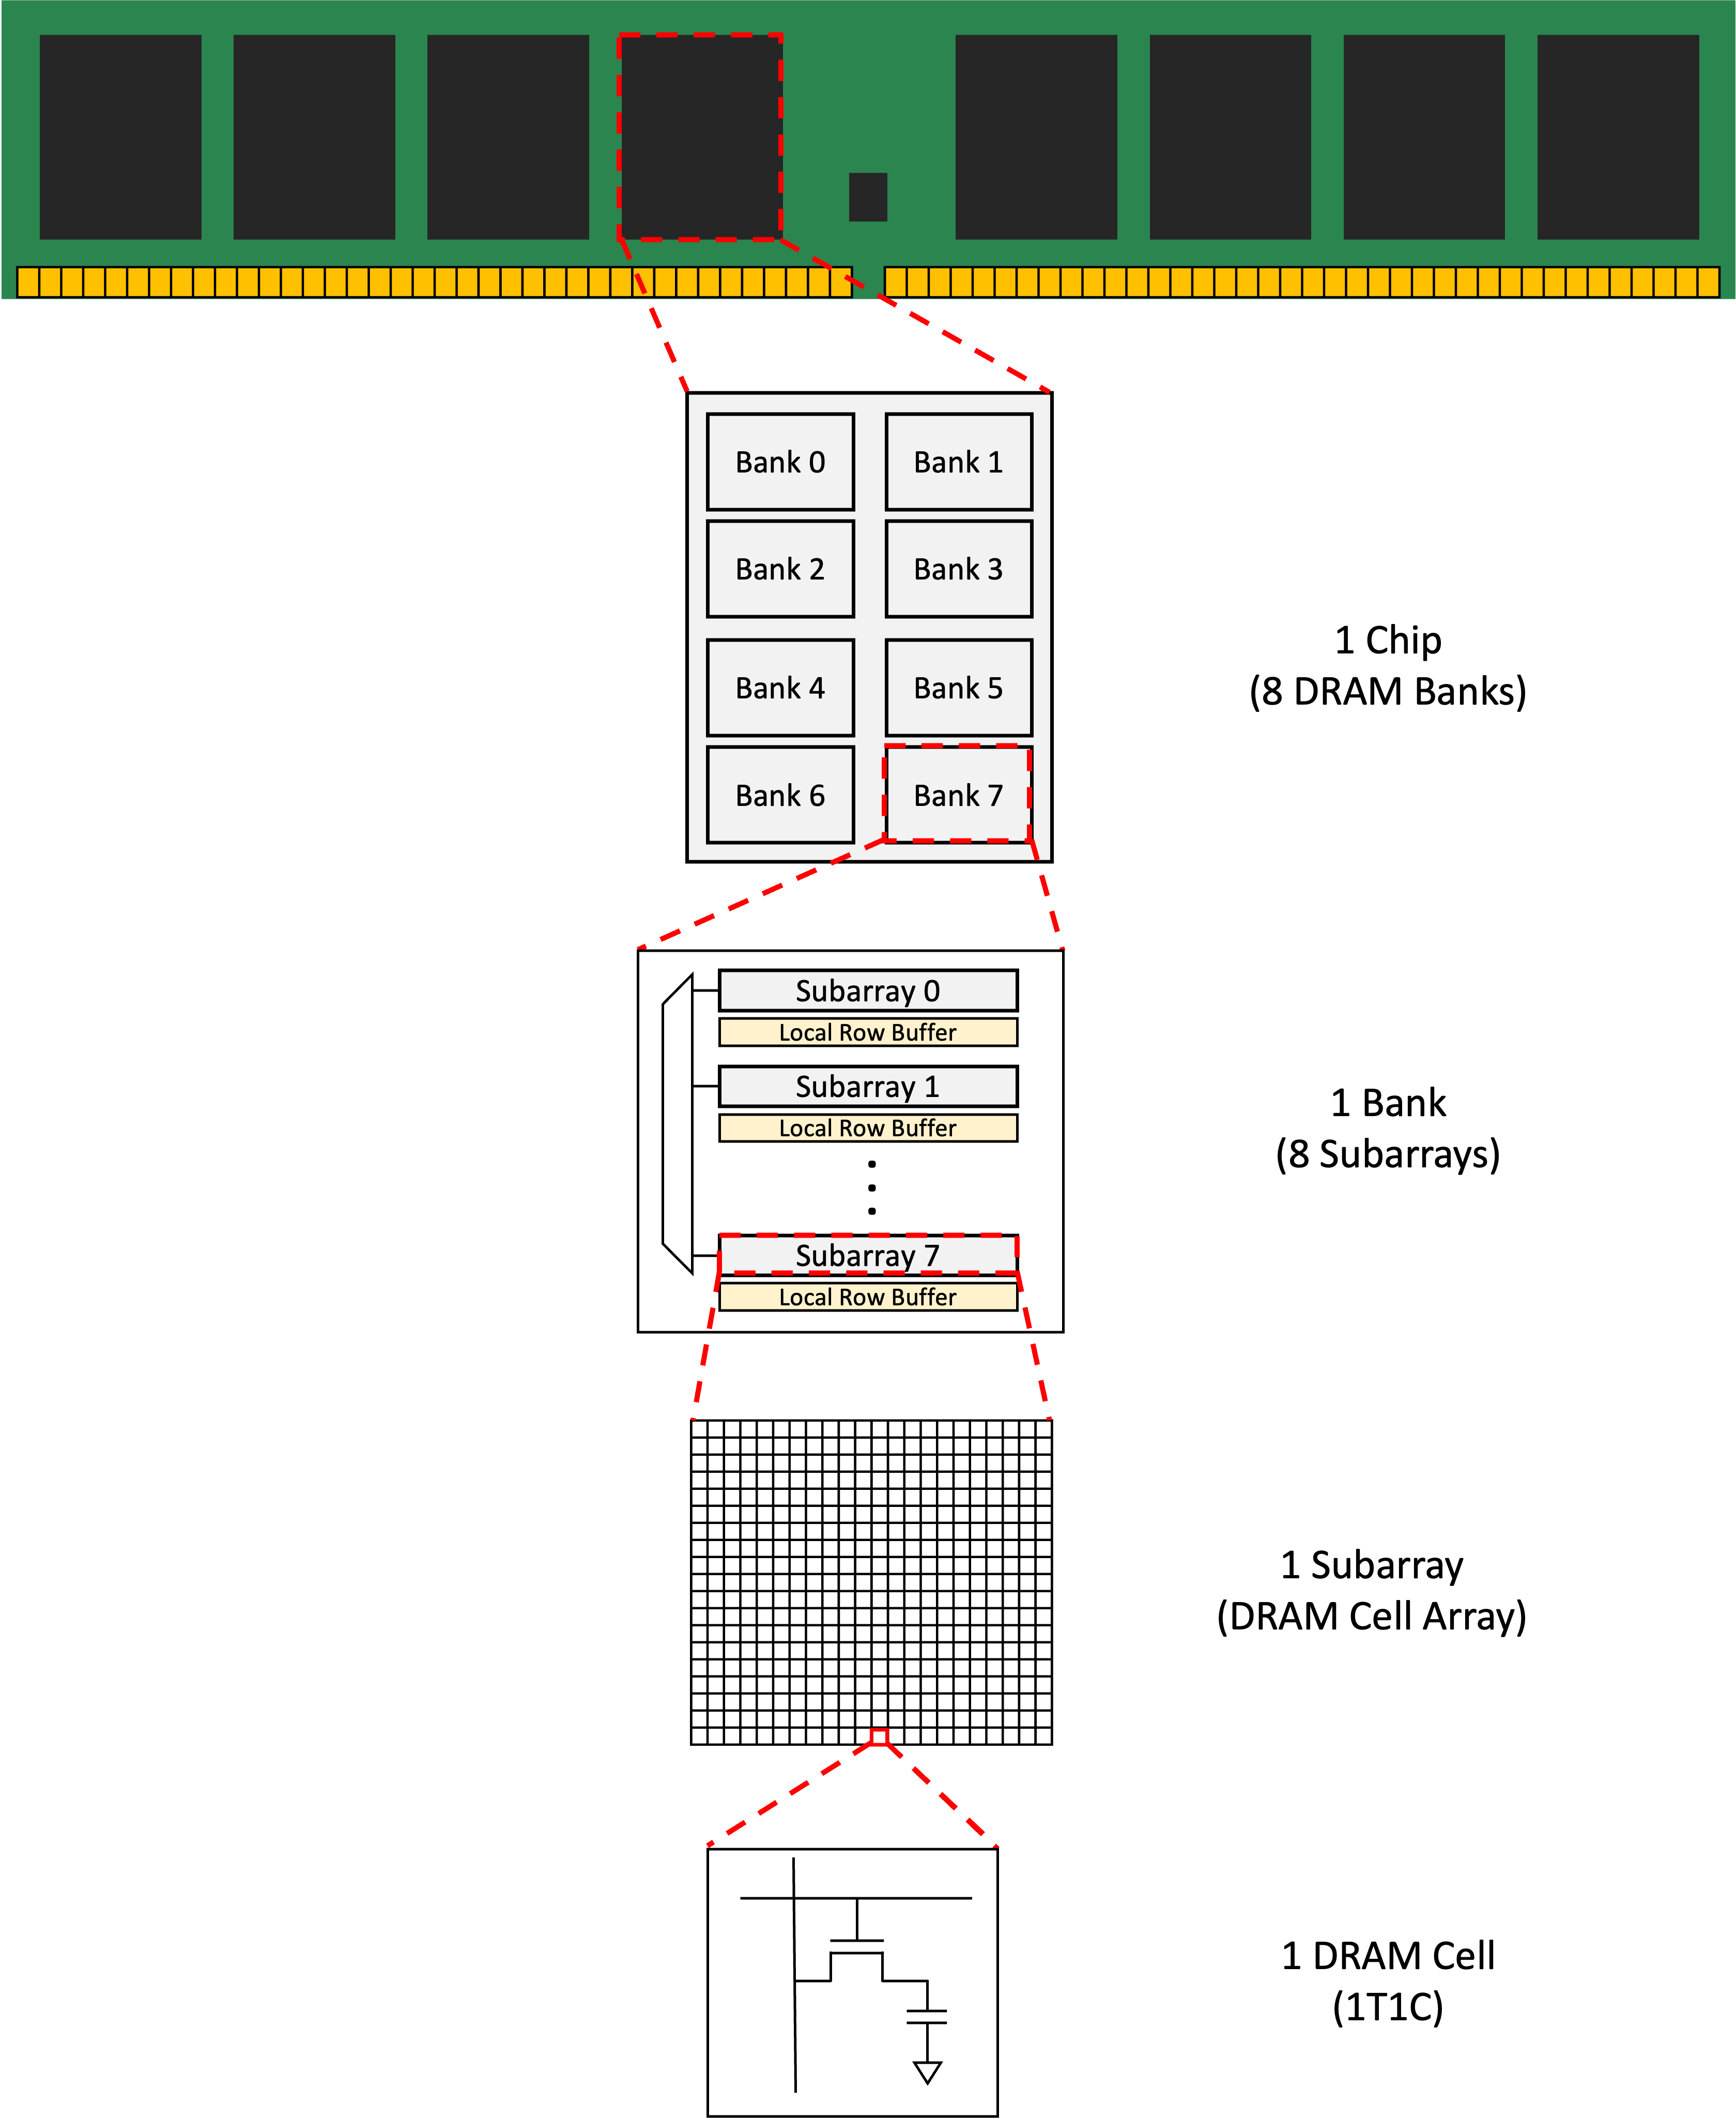 Bank 0
Bank 1
Bank 2
Bank 3
Bank 4
Bank 5
Bank 6
Bank 7
1 Chip
(8 DRAM Banks)
Subarray 0
Local Row Buffer
Subarray 1
Local Row Buffer
Subarray 7
Local Row Buffer
1 Bank
(8 Subarrays)
1 Subarray
(DRAM Cell Array)
1 DRAM Cell
(1T1C)